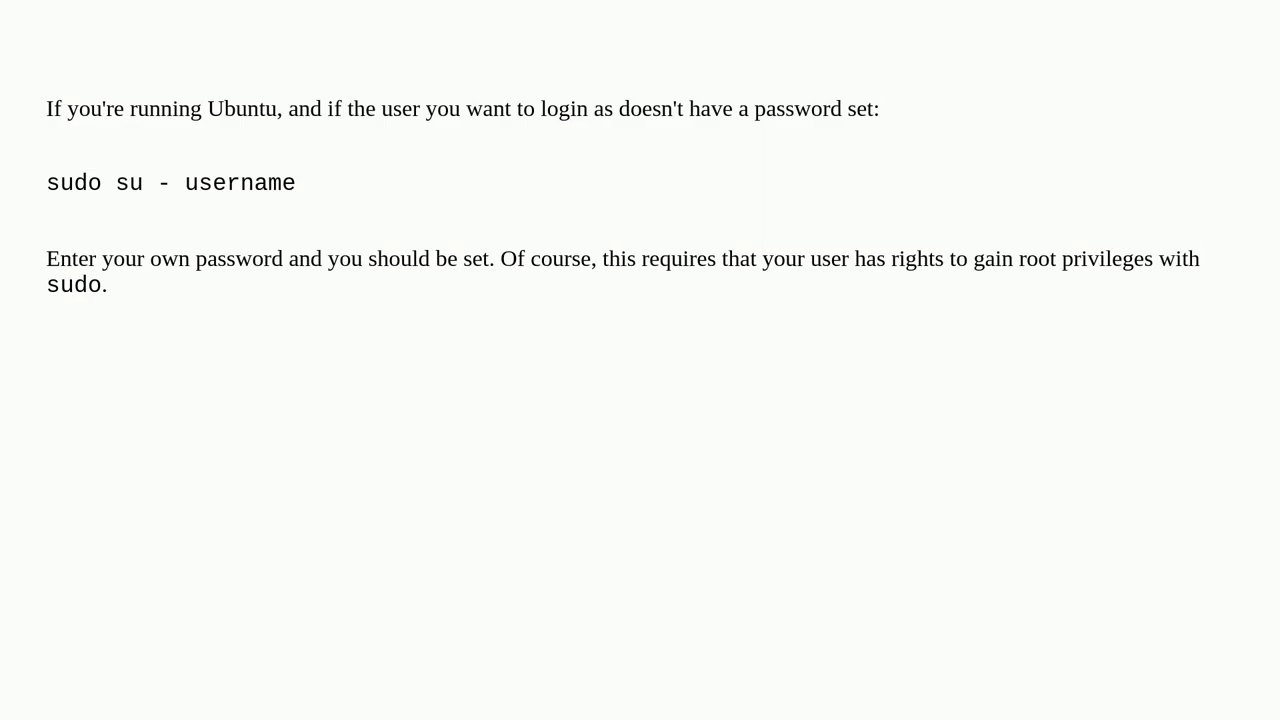 If you're running Ubuntu, and if the user you want to login as doesn't have a password set:
sudo su - username
Enter your own password and you should be set. Of course, this requires that your user has rights to gain root privileges with
sudo.